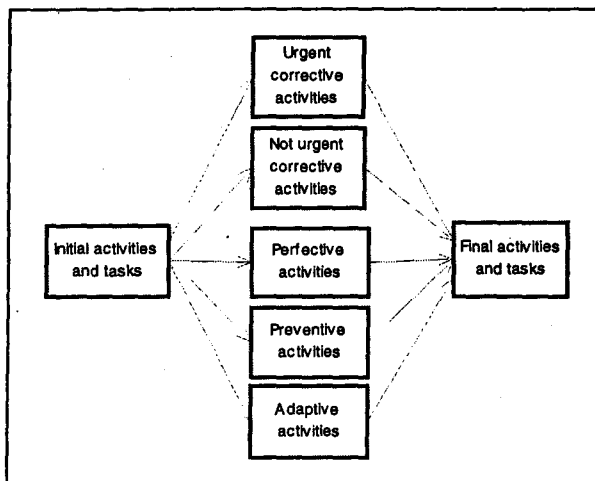 Urgent
corrective
activities
Not urgent
corrective
activities
Initial activities
and tasks
Perfective
activities
Final activities
and tasks
Preventive
activities
Adaptive
activities